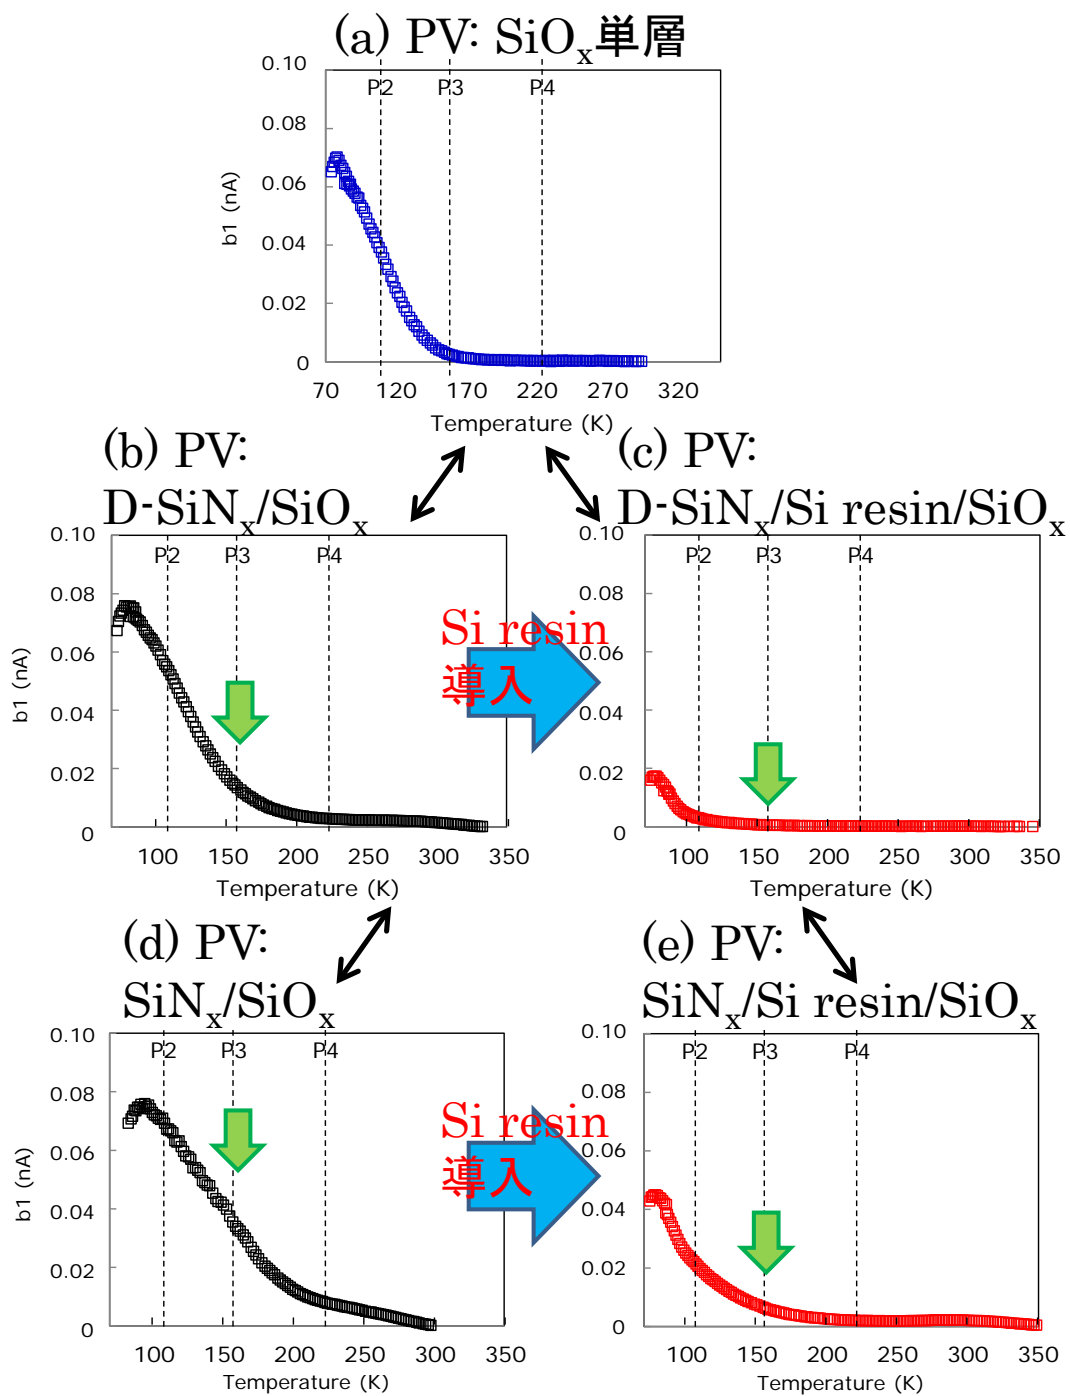 (a) PV: SiOx単層
0.10
P2 P3 P4
0.08
0.06
0.04
0.02
0
b1 (nA)
70 120 170 220 270 320
Temperature (K)
(b) PV:
D-SiNx/SiOx
0.10
P2 P3 P4
0.08
0.06
0.04
0.02
0
b1 (nA)
100 150 200 250 300 350
Temperature (K)
Si resin
導入
(c) PV:
D-SiNx/Si resin/SiOx
0.10
P2 P3 P4
0.08
0.06
0.04
0.02
0
100 150 200 250 300 350
Temperature (K)
(d) PV:
SiNx/SiOx
0.10
P2 P3 P4
0.08
0.06
0.04
0.02
0
b1 (nA)
100 150 200 250 300 350
Temperature (K)
Si resin
導入
(e) PV:
SiNx/Si resin/SiOx
0.10
P2 P3 P4
0.08
0.06
0.04
0.02
0
100 150 200 250 300 350
Temperature (K)